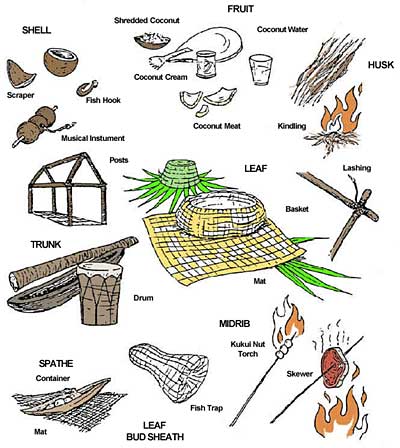 FRUIT
SHELL
Shredded Coconut
Coconut Water
HUSK
Coconut Cream
Scraper
Fish Hook
Coconut Meat
Kindling
Musical Instument
Posts
LEAF
Lashing
Basket
TRUNK
Mat
Drum
MIDRIB
Kukui Nut
Torch
SPATHE
Skewer
Container
Fish Trap
Mat
LEAF
BUD SHEATH